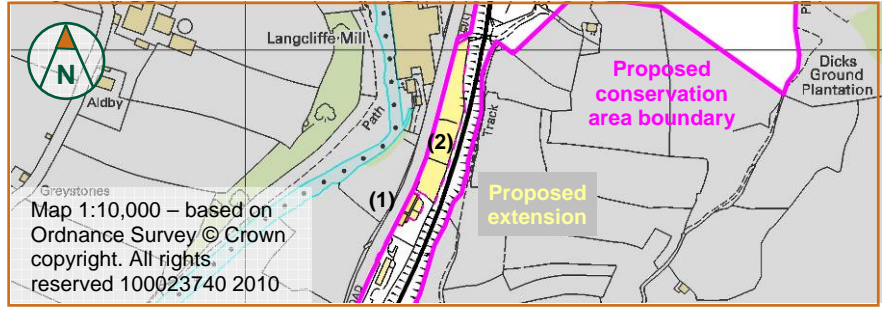 Langcliffe Mill
N
Aldby
Path
Track
Proposed
conservation
area boundary
Dicks
Ground
Plantation
(2)
(1)
Greystones
Proposed
extension
Map 1:10,000 – based on
Ordnance Survey © Crown
copyright. All rights
reserved 100023740 2010